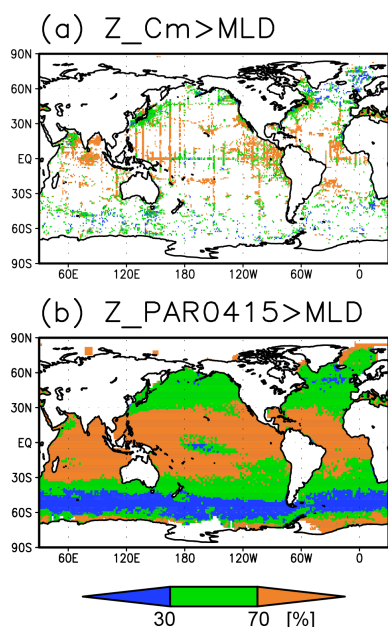 (a) Z_Cm>MLD
90N
60N
30N
EQ
30S
60S
90S
60E 120E 180 120W 60W 0
(b) Z_PAR0415>MLD
90N
60N
30N
EQ
30S
60S
90S
60E 120E 180 120W 60W 0
30 70 [%]